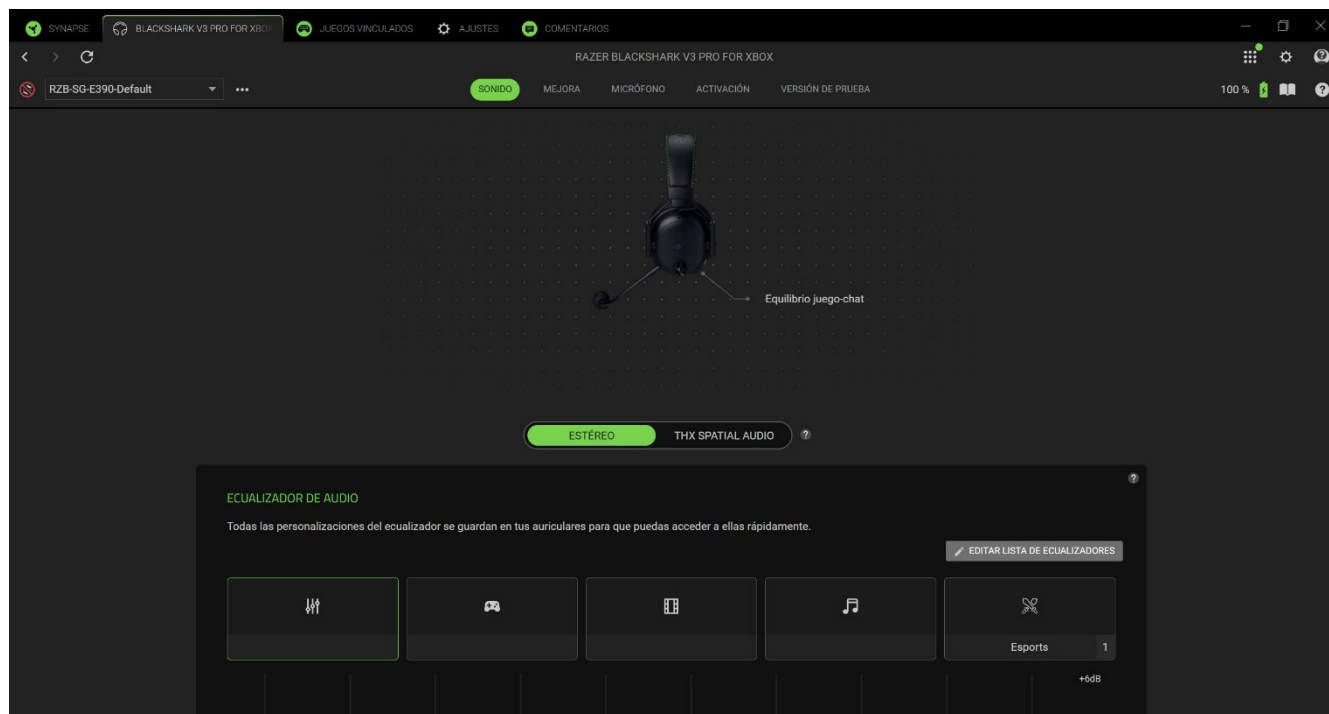 SYNAPSE
BLACKSHARK V3 PRO FOR XBOX
JUEGOS VINCULADOS
AJUSTES
COMENTARIOS
RAZER BLACKSHARK V3 PRO FOR XBOX
RZB-SG-E390-Default
SONIDO
MEJORA
MICRÓFONO
ACTIVACIÓN
VERSIÓN DE PRUEBA
100 %
Equilibrio juego-chat
ESTÉREO
THX SPATIAL AUDIO
ECUALIZADOR DE AUDIO
Todas las personalizaciones del ecualizador se guardan en tus auriculares para que puedas acceder a ellas rápidamente.
EDITAR LISTA DE ECUALIZADORES
Esports 1
+6dB